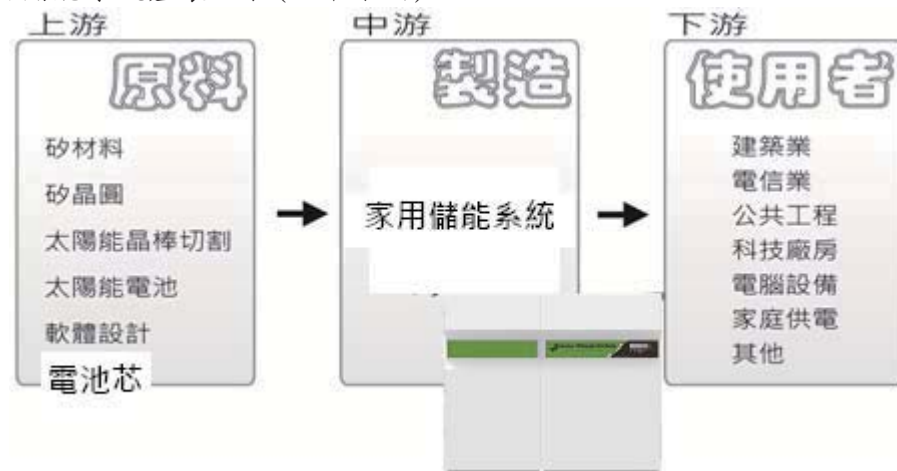 上游
原料
矽材料
矽晶圓
太陽能晶棒切割
太陽能電池
軟體設計
電池芯
中游
製造
家用儲能系統
下游
使用者
建築業
電信業
公共工程
科技廠房
電腦設備
家庭供電
其他